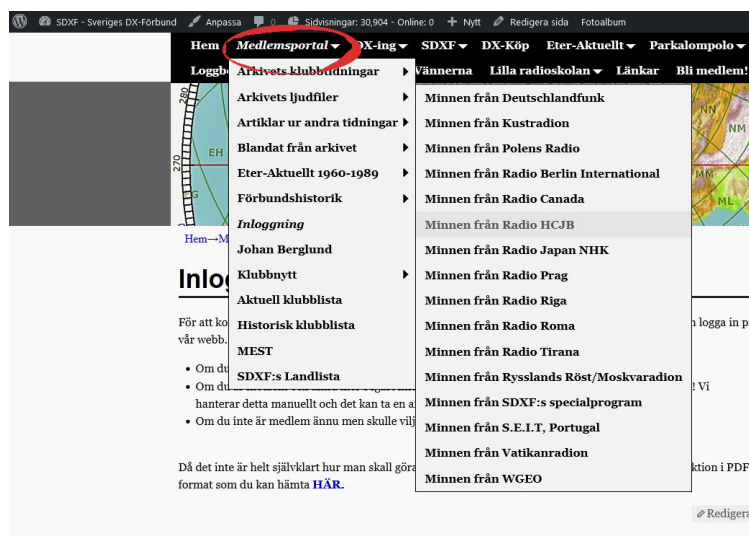 SDXF - Sveriges DX-Förbund Anpassa 0 Sidvisningar: 30,904 - Online: 0 Nytt Redigera sida Fotoalbum
Hem Medlemsportal DX-ing SDXF DX-Köp Eter-Aktuellt Parkalompolo
Vännerna Lilla radioskolan Länkar Bli medlem!
Arkivets klubbtidningar
Arkivets ljudfiler
Artiklar ur andra tidningar
Blandat från arkivet
Eter-Aktuellt 1960-1989
Förbundshistorik
Inloggning
Johan Berglund
Klubbnytt
Aktuell klubblista
Historisk klubblista
MEST
SDXF:s Landlista
Minnen från Deutschlandfunk
Minnen från Kustradion
Minnen från Polens Radio
Minnen från Radio Berlin International
Minnen från Radio Canada
Minnen från Radio HCJB
Minnen från Radio Japan NHK
Minnen från Radio Prag
Minnen från Radio Riga
Minnen från Radio Roma
Minnen från Radio Tirana
Minnen från Rysslands Röst/Moskvaradion
Minnen från SDXF:s specialprogram
Minnen från S.E.I.T, Portugal
Minnen från Vatikanradion
Minnen från WGEO
280
270
EH
NN
NM
MM
ML
Hem→M
Inlo
För att ko
logga in p
vår webb.
• Om du
• Om du
! Vi
hanterar detta manuellt och det kan ta en
• Om du inte är medlem ännu men skulle vilj
Då det inte är helt självklart hur man skall göra
ktion i PDF
format som du kan hämta HÄR.
Redigera